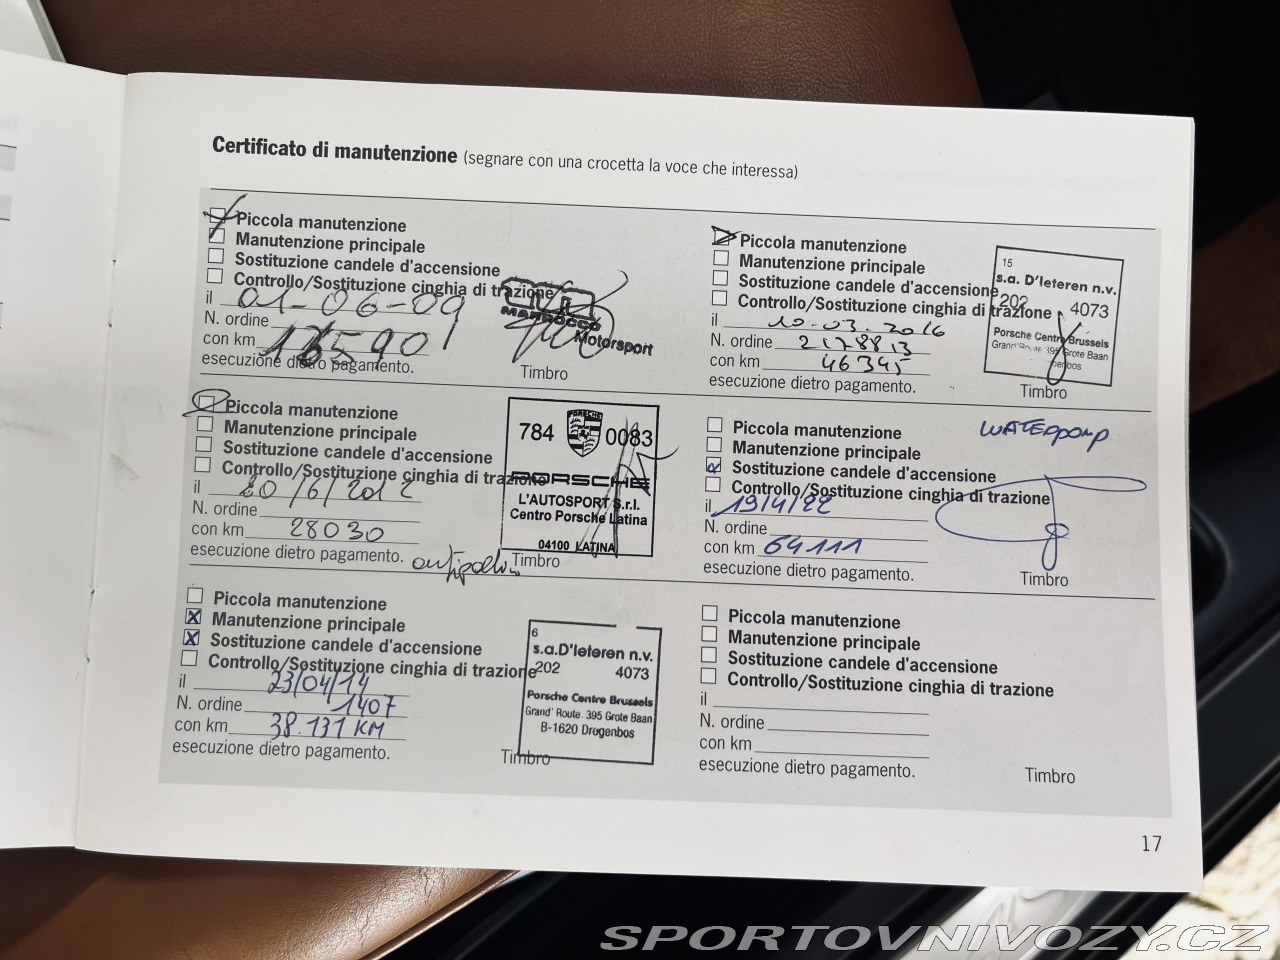 Certificato di manutenzione (segnare con una crocetta la voce che interessa)
Piccola manutenzione
Manutenzione principale
Sostituzione candele d'accensione
Controllo/Sostituzione cinghia di trazione
il 01-06-09
N. ordine
con km
esecuzione dietro pagamento.
MARROCCO
Motorsport
Timbro
Piccola manutenzione
Manutenzione principale
Sostituzione candele d'accensione
Controllo/Sostituzione cinghia di trazione
il 20/6/2012
N. ordine
con km 28030
esecuzione dietro pagamento. antipolline
784 0083
PORSCHE
PORSCHE
L'AUTOSPORT S.r.l.
Centro Porsche Latina
04100 LATINA
Timbro
Piccola manutenzione
X Manutenzione principale
X Sostituzione candele d'accensione
Controllo/Sostituzione cinghia di trazione
il 23/04/14
N. ordine 1407
con km 38.131 KM
esecuzione dietro pagamento.
6
s.a.D'Ieteren n.v.
202 4073
Porsche Centre Brussels
Grand' Route 395 Grote Baan
B-1620 Drogenbos
Timbro
Piccola manutenzione
Manutenzione principale
Sostituzione candele d'accensione
Controllo/Sostituzione cinghia di trazione
il 10.03.2016
N. ordine 2178813
con km 46345
esecuzione dietro pagamento.
15
s.a. D'Ieteren n.v.
202 4073
Porsche Centre Brussels
Grand' Route 395 Grote Baan
Timbro
Piccola manutenzione
Manutenzione principale
Sostituzione candele d'accensione
Controllo/Sostituzione cinghia di trazione
il 19/4/22
N. ordine
con km 64111
esecuzione dietro pagamento.
WATERPOMP
Timbro
Piccola manutenzione
Manutenzione principale
Sostituzione candele d'accensione
Controllo/Sostituzione cinghia di trazione
il
N. ordine
con km
esecuzione dietro pagamento.
Timbro
17
SPORTOVNIVOZY.CZ